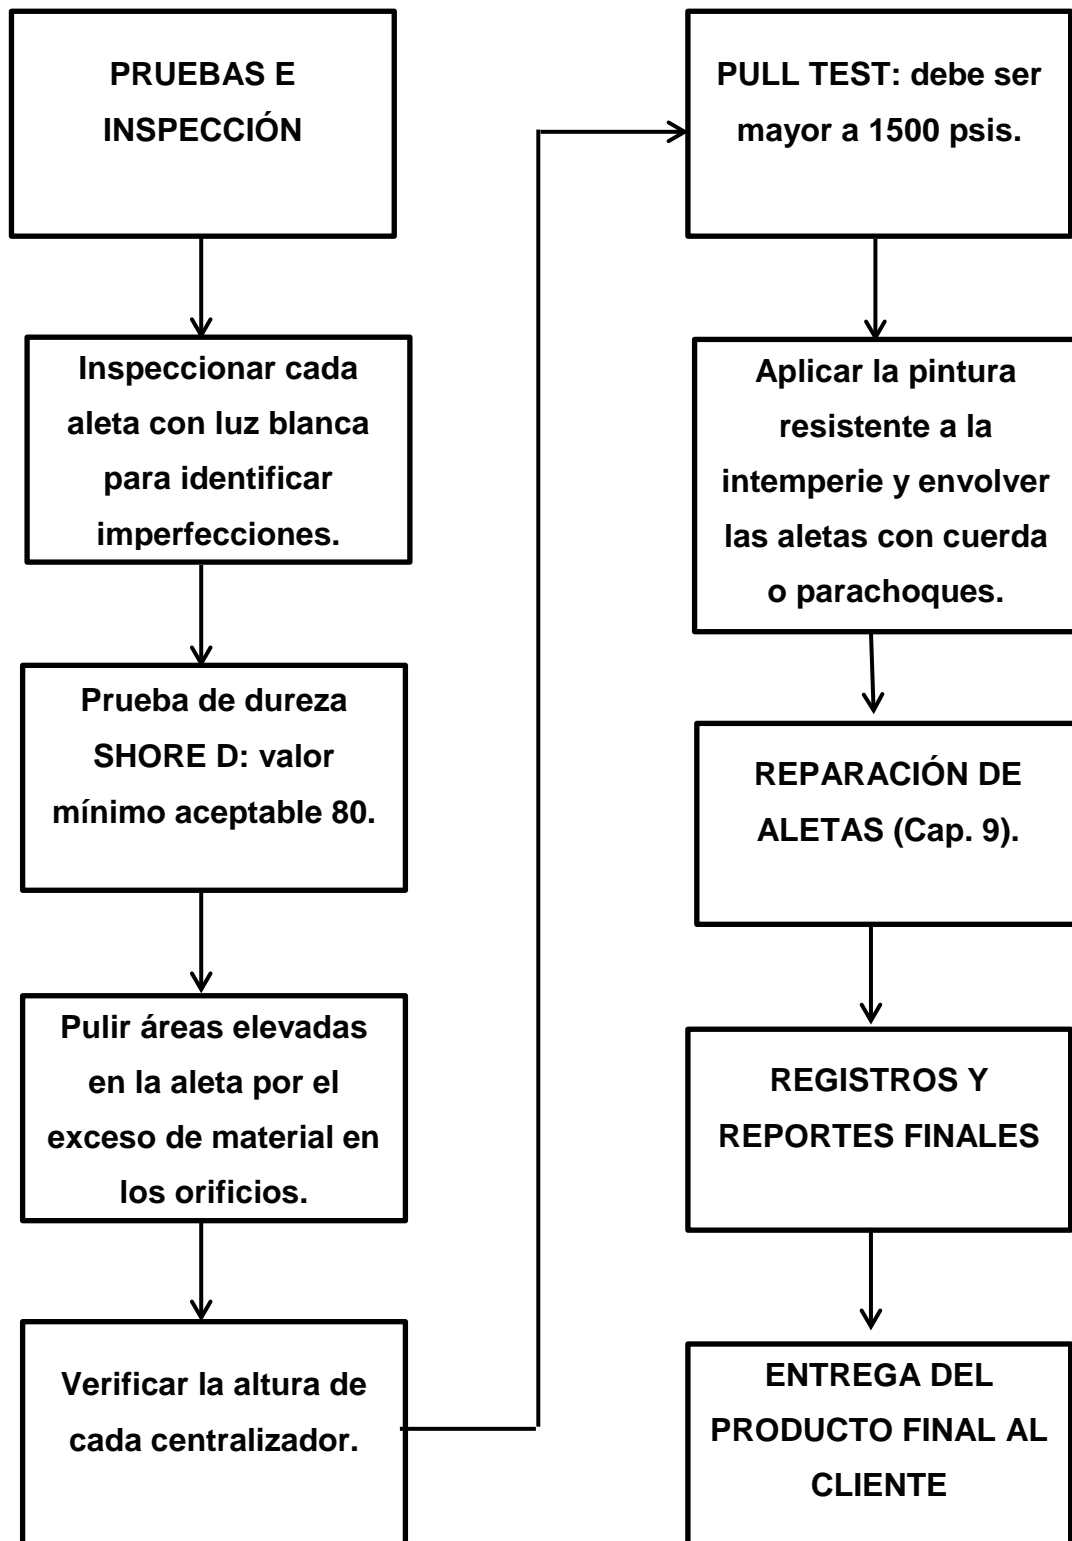 PRUEBAS E
INSPECCIÓN
Inspeccionar cada
aleta con luz blanca
para identificar
imperfecciones.
Prueba de dureza
SHORE D: valor
mínimo aceptable 80.
Pulir áreas elevadas
en la aleta por el
exceso de material en
los orificios.
Verificar la altura de
cada centralizador.
PULL TEST: debe ser
mayor a 1500 psis.
Aplicar la pintura
resistente a la
intemperie y envolver
las aletas con cuerda
o parachoques.
REPARACIÓN DE
ALETAS (Cap. 9).
REGISTROS Y
REPORTES FINALES
ENTREGA DEL
PRODUCTO FINAL AL
CLIENTE